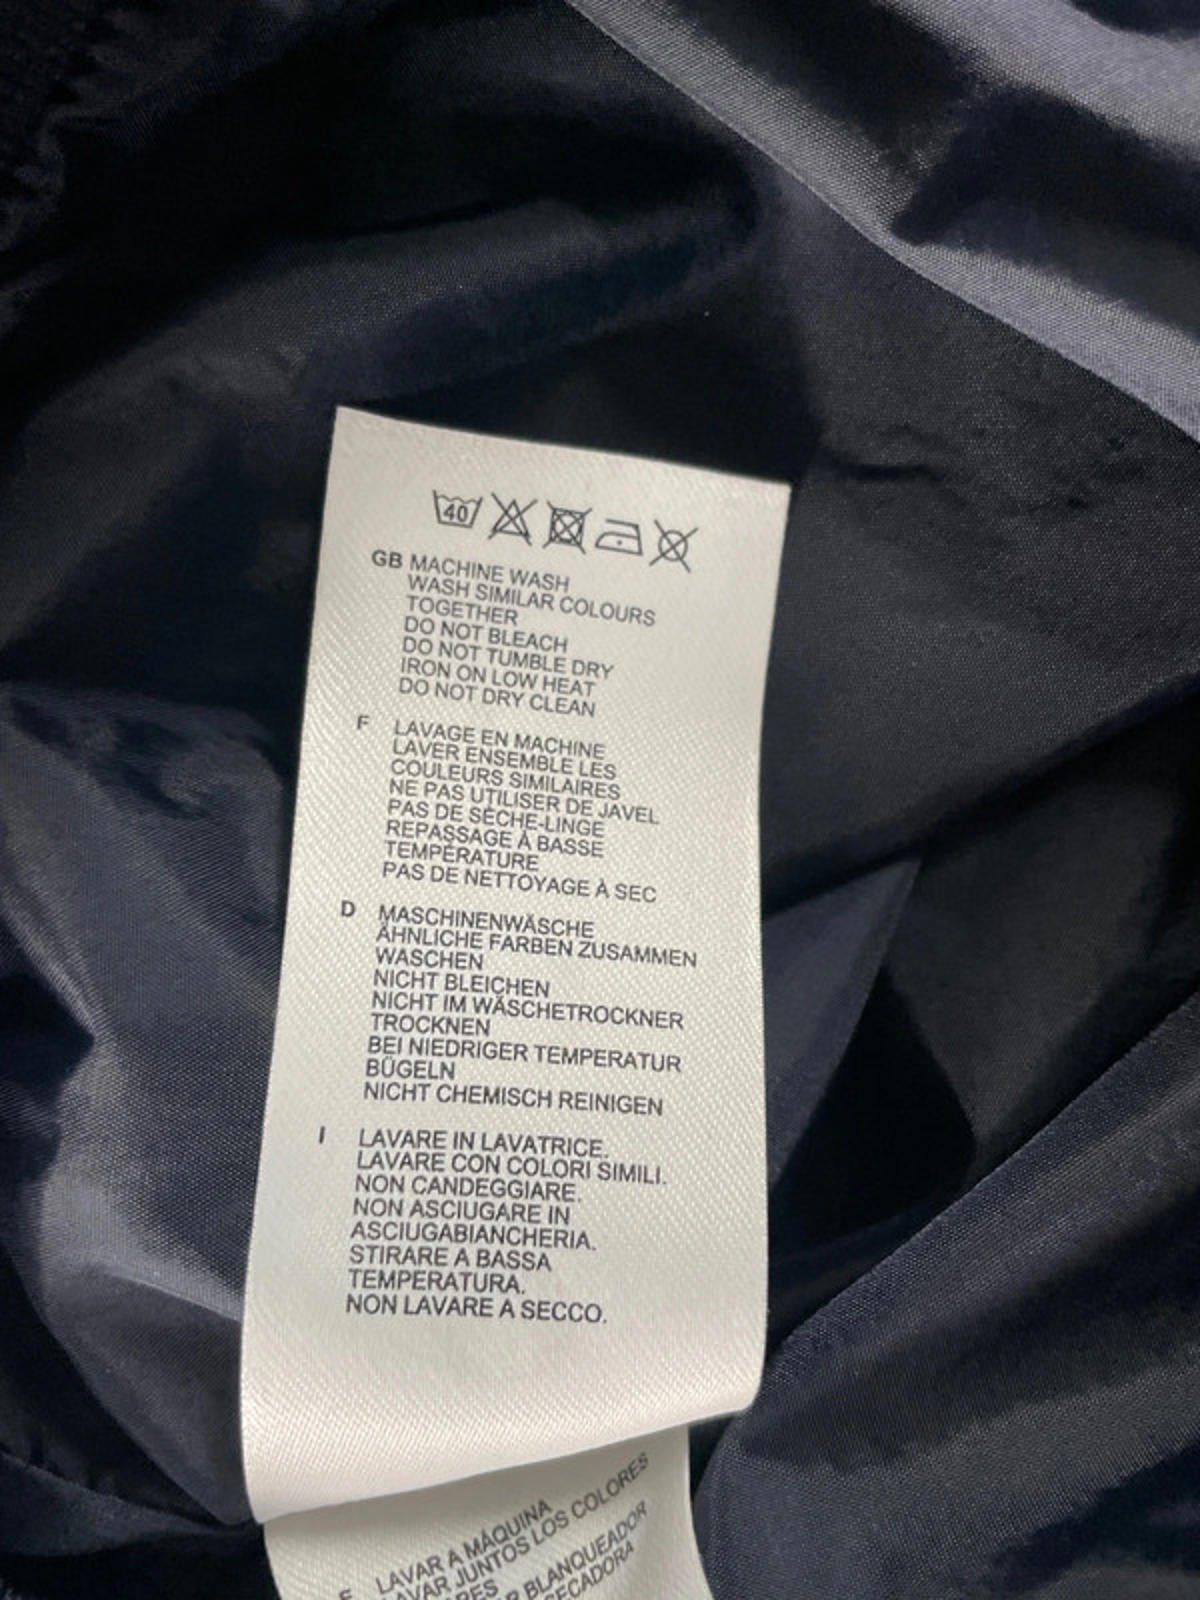 40
GB MACHINE WASH
WASH SIMILAR COLOURS
TOGETHER
DO NOT BLEACH
DO NOT TUMBLE DRY
IRON ON LOW HEAT
DO NOT DRY CLEAN
F LAVAGE EN MACHINE
LAVER ENSEMBLE LES
COULEURS SIMILAIRES
NE PAS UTILISER DE JAVEL
PAS DE SÈCHE-LINGE
REPASSAGE À BASSE
TEMPÉRATURE
PAS DE NETTOYAGE À SEC
D MASCHINENWÄSCHE
ÄHNLICHE FARBEN ZUSAMMEN
WASCHEN
NICHT BLEICHEN
NICHT IM WÄSCHETROCKNER
TROCKNEN
BEI NIEDRIGER TEMPERATUR
BÜGELN
NICHT CHEMISCH REINIGEN
I LAVARE IN LAVATRICE.
LAVARE CON COLORI SIMILI.
NON CANDEGGIARE.
NON ASCIUGARE IN
ASCIUGABIANCHERIA.
STIRARE A BASSA
TEMPERATURA.
NON LAVARE A SECCO.
E LAVAR A MÁQUINA
AVAR JUNTOS LOS COLORES
RES
R BLANQUEADOR
ECADORA